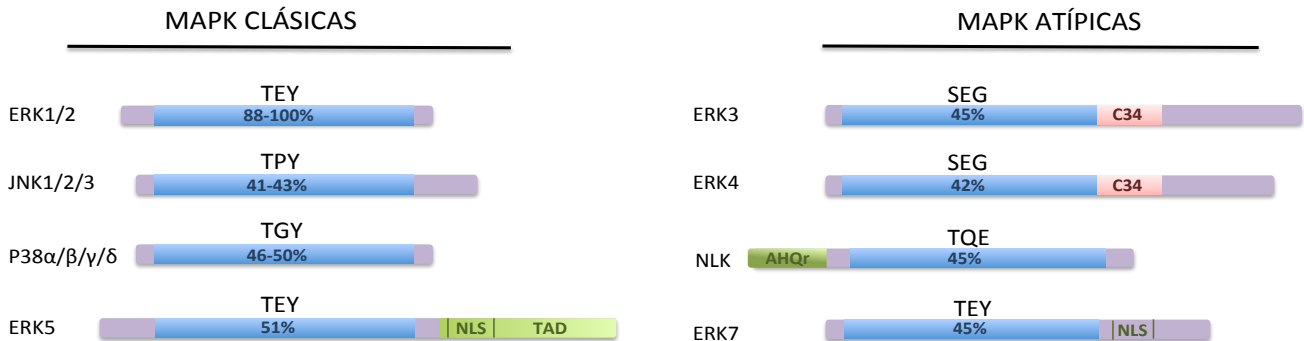 MAPK CLÁSICAS
TEY
ERK1/2 88-100%
TPY
JNK1/2/3 41-43%
TGY
P38α/β/γ/δ 46-50%
TEY
ERK5 51% NLS TAD
MAPK ATÍPICAS
SEG
ERK3 45% C34
SEG
ERK4 42% C34
TQE
NLK AHQr 45%
TEY
ERK7 45% NLS